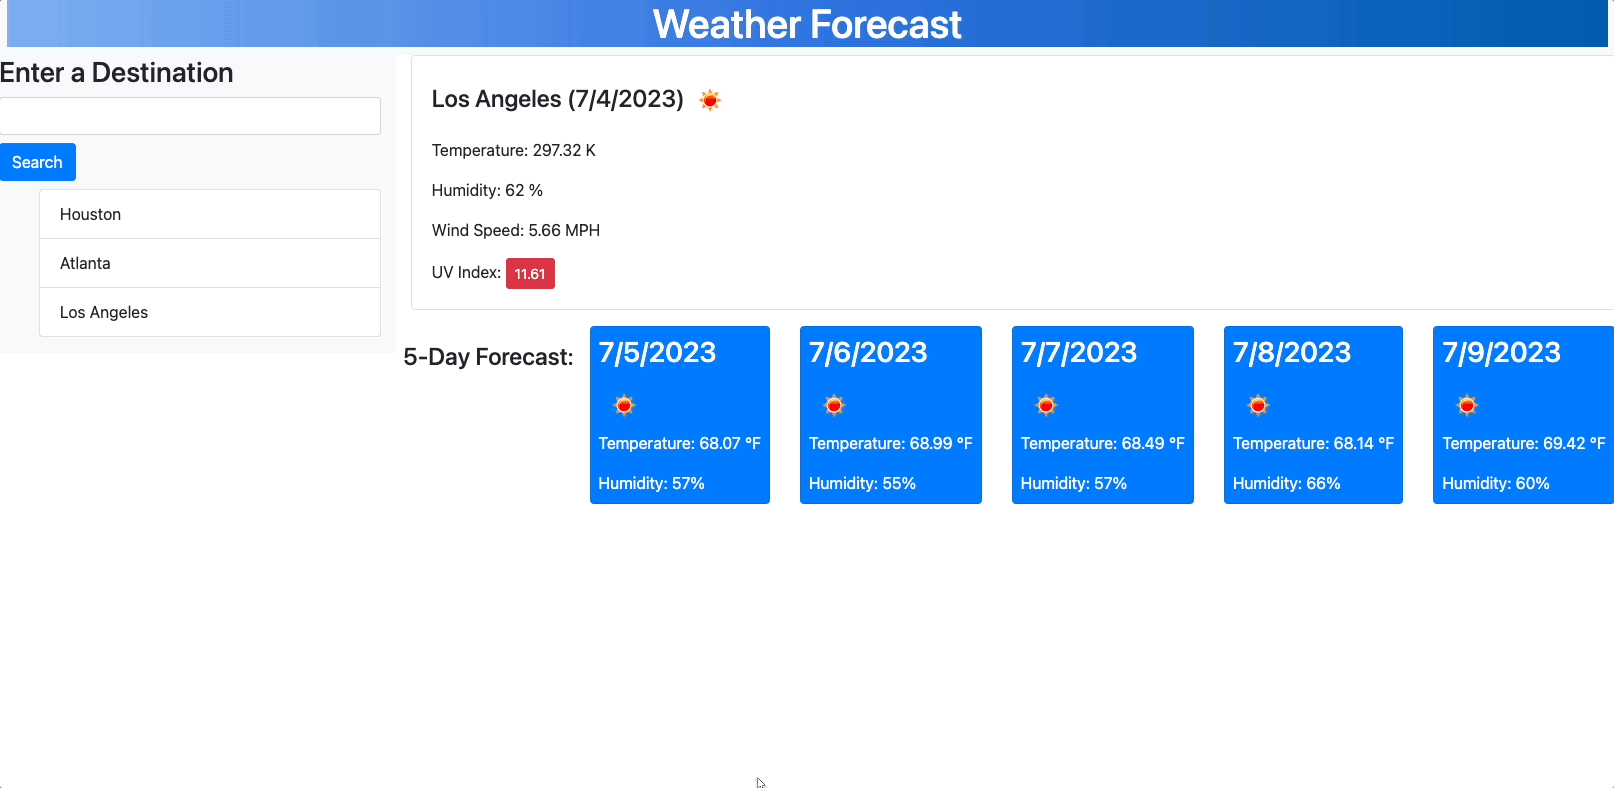 Weather Forecast
Enter a Destination
Search
Houston
Atlanta
Los Angeles
Los Angeles (7/4/2023)
Temperature: 297.32 K
Humidity: 62 %
Wind Speed: 5.66 MPH
UV Index: 11.61
5-Day Forecast:
7/5/2023
Temperature: 68.07 °F
Humidity: 57%
7/6/2023
Temperature: 68.99 °F
Humidity: 55%
7/7/2023
Temperature: 68.49 °F
Humidity: 57%
7/8/2023
Temperature: 68.14 °F
Humidity: 66%
7/9/2023
Temperature: 69.42 °F
Humidity: 60%